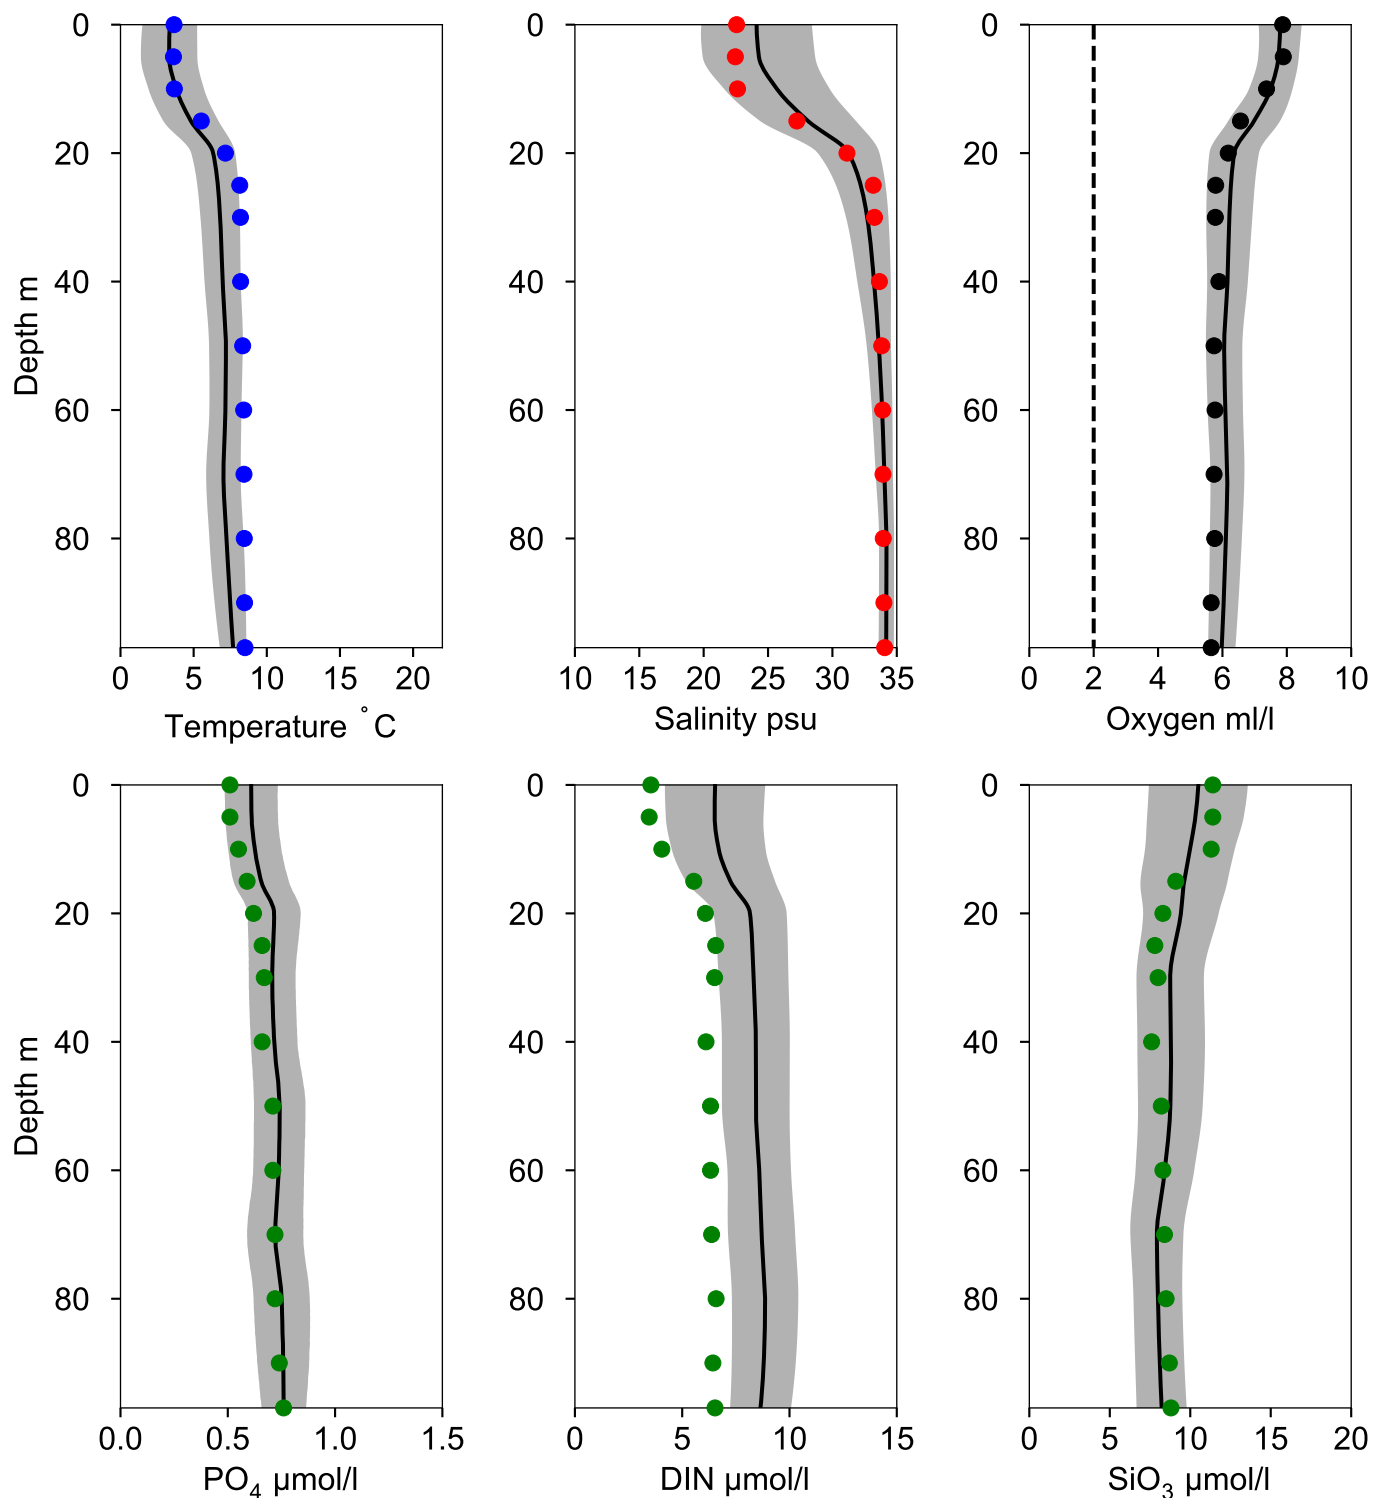 0
20
40
60
80
Depth m
0 5 10 15 20
Temperature °C
0
20
40
60
80
10 15 20 25 30 35
Salinity psu
0
20
40
60
80
0 2 4 6 8 10
Oxygen ml/l
0
20
40
60
80
Depth m
0.0 0.5 1.0 1.5
PO₄ µmol/l
0
20
40
60
80
0 5 10 15
DIN µmol/l
0
20
40
60
80
0 5 10 15 20
SiO₃ µmol/l